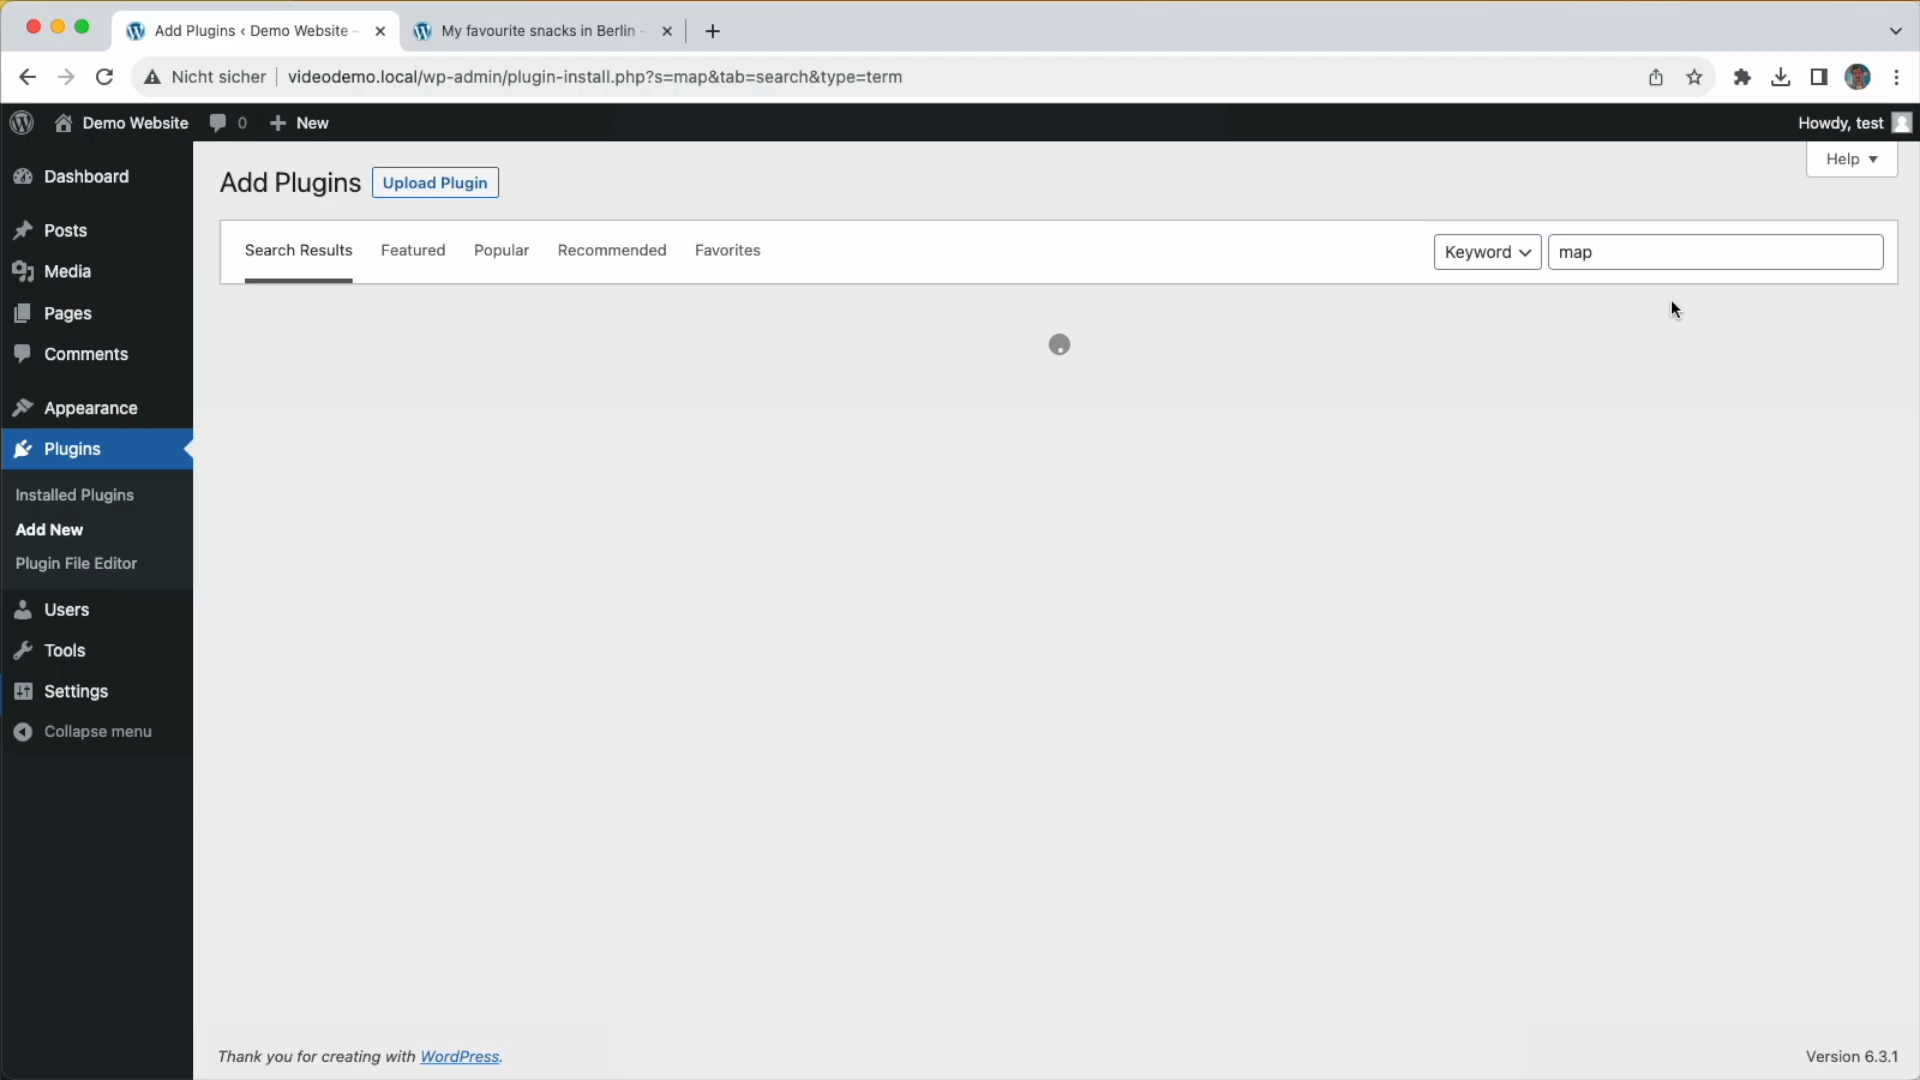 Add Plugins ‹ Demo Website –
My favourite snacks in Berlin –
Nicht sicher
videodemo.local/wp-admin/plugin-install.php?s=map&tab=search&type=term
Demo Website
0
New
Howdy, test
Help
Dashboard
Posts
Media
Pages
Comments
Appearance
Plugins
Installed Plugins
Add New
Plugin File Editor
Users
Tools
Settings
Collapse menu
Add Plugins
Upload Plugin
Search Results
Featured
Popular
Recommended
Favorites
Keyword
map
Thank you for creating with WordPress.
Version 6.3.1